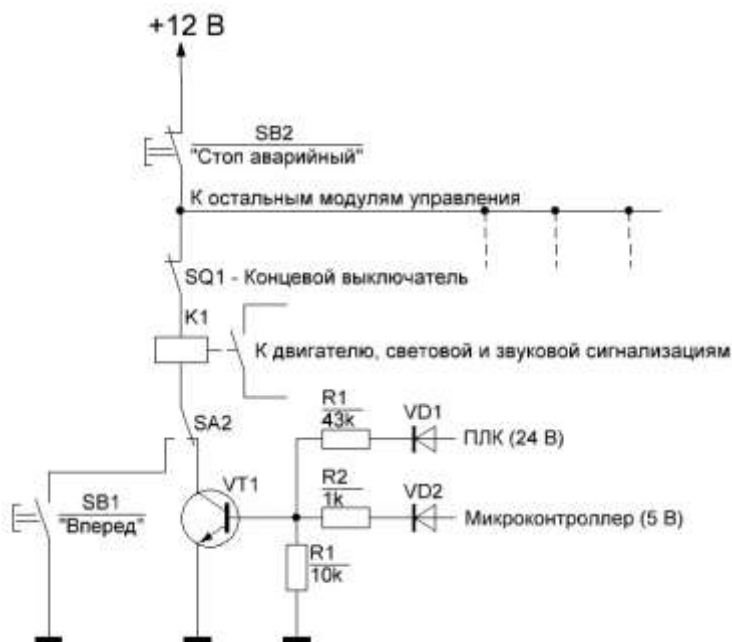 +12 В
SB2
"Стоп аварийный"
К остальным модулям управления
SQ1 - Концевой выключатель
K1
К двигателю, световой и звуковой сигнализациям
SA2
R1
43k
VD1
ПЛК (24 В)
VT1
R2
1k
VD2
Микроконтроллер (5 В)
SB1
"Вперед"
R1
10k